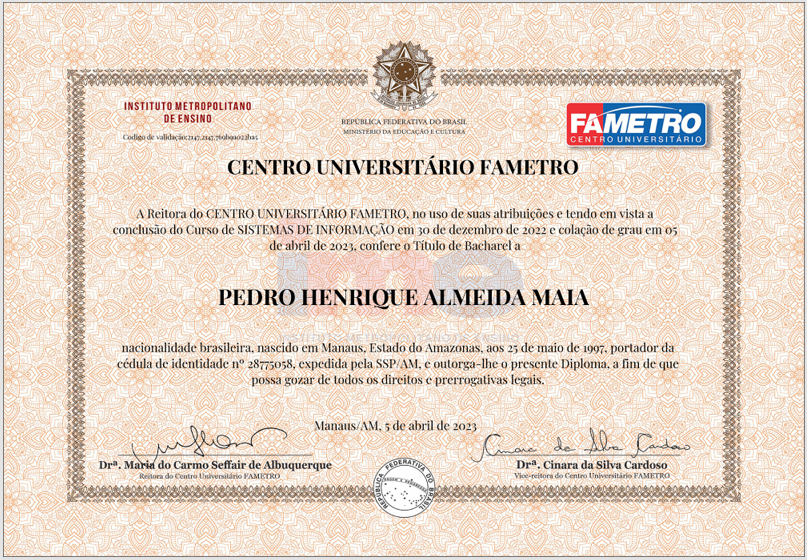 INSTITUTO METROPOLITANO
DE ENSINO
Código de validação:2147.2147.769b90022ba5
REPÚBLICA FEDERATIVA DO BRASIL
MINISTÉRIO DA EDUCAÇÃO E CULTURA
FAMETRO
CENTRO UNIVERSITÁRIO
CENTRO UNIVERSITÁRIO FAMETRO
A Reitora do CENTRO UNIVERSITÁRIO FAMETRO, no uso de suas atribuições e tendo em vista a
conclusão do Curso de SISTEMAS DE INFORMAÇÃO em 30 de dezembro de 2022 e colação de grau em 05
de abril de 2023, confere o Título de Bacharel a
ime
PEDRO HENRIQUE ALMEIDA MAIA
nacionalidade brasileira, nascido em Manaus, Estado do Amazonas, aos 25 de maio de 1997, portador da
cédula de identidade nº 28775058, expedida pela SSP/AM, e outorga-lhe o presente Diploma, a fim de que
possa gozar de todos os direitos e prerrogativas legais.
Manaus/AM, 5 de abril de 2023
Cinara da Silva Cardoso
Drª. Maria do Carmo Seffair de Albuquerque
Reitora do Centro Universitário FAMETRO
Drª. Cinara da Silva Cardoso
Vice-reitora do Centro Universitário FAMETRO
REPÚBLICA FEDERATIVA DO BRASIL